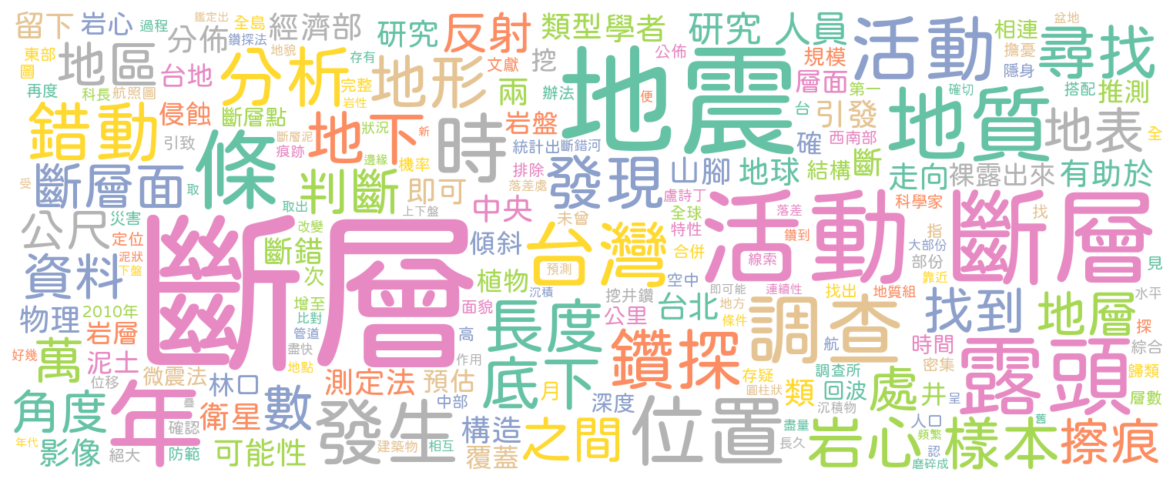 留下 岩心 過程 鑑定出 全島 經濟部 研究 反射 類型 學者 研究 人員 相連 盆地
東部 圖 地區 分佈 鑽探法 地貌 存有 文獻 挖 公佈 規模 活動 擔憂 尋找
再度 科長 航照圖 台地 分析 完整 岩性 地形 兩 辦法 便 地震 層面 隱身 第一 確切 搭配 推測
侵蝕 斷層點 台 引發 地質 地表 全
錯動 引致 條 斷層泥 痕跡 狀況 地下 新 時 岩盤 統計出 斷錯河 確 西南部
邊緣 機率 排除 發現 山腳 地球 結構 斷 走向 裸露出來 有助於
斷層面 受 取 取出 判斷 即可 落差處 盧詩丁
公尺 災害 改變 上下盤 中央 未曾 全球 特性 落差 鑽到 科學家 找
定位 斷層 斷錯 傾斜 台灣 合併 線索 活動斷層 指 大部份 部份
資料 泥狀 下盤 次 植物 預測 空中 靠近 見
2010年 增至 比對 面貌 沉積 挖井鑽 台北 即可能 連續性 找出 地質組 水平
物理 岩層 管道 高 長度 公里 地方 條件 調查 找到 地層 探
好幾 萬 泥土 盡快 作用 鑽探 航 時間 露頭 綜合
位移 微震法 地點 測定法 預估 底下 存疑 調查所 密集 歸類
角度 年 林口 中部 月 深度 圓柱狀 類 回波 處 井 呈 層數
衛星 數 疊 發生 構造 之間 位置 沉積物 盡量 人口 舊
年代 影像 確認 絕大 防範 可能性 建築物 相互 覆蓋 長久 岩心 頻繁 認 磨碎成 樣本 擦痕